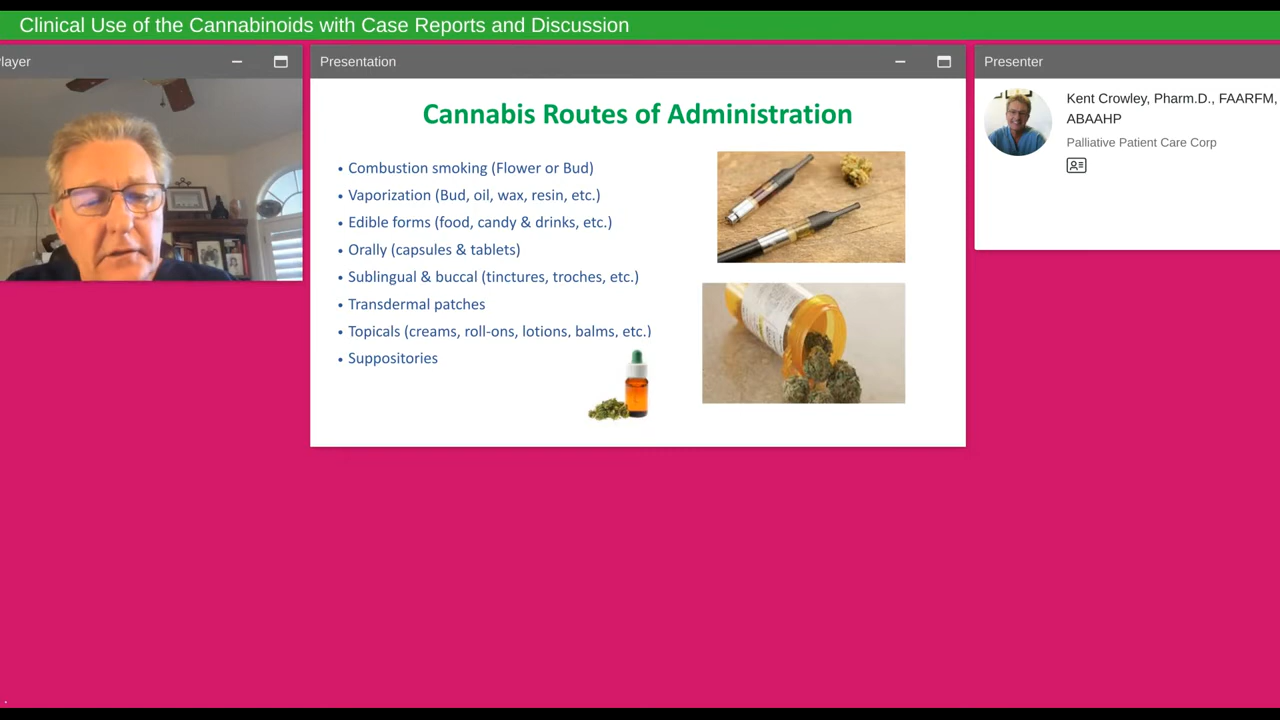 Clinical Use of the Cannabinoids with Case Reports and Discussion
layer
Presentation
Cannabis Routes of Administration
• Combustion smoking (Flower or Bud)
• Vaporization (Bud, oil, wax, resin, etc.)
• Edible forms (food, candy & drinks, etc.)
• Orally (capsules & tablets)
• Sublingual & buccal (tinctures, troches, etc.)
• Transdermal patches
• Topicals (creams, roll-ons, lotions, balms, etc.)
• Suppositories
Presenter
Kent Crowley, Pharm.D., FAARFM,
ABAAHP
Palliative Patient Care Corp